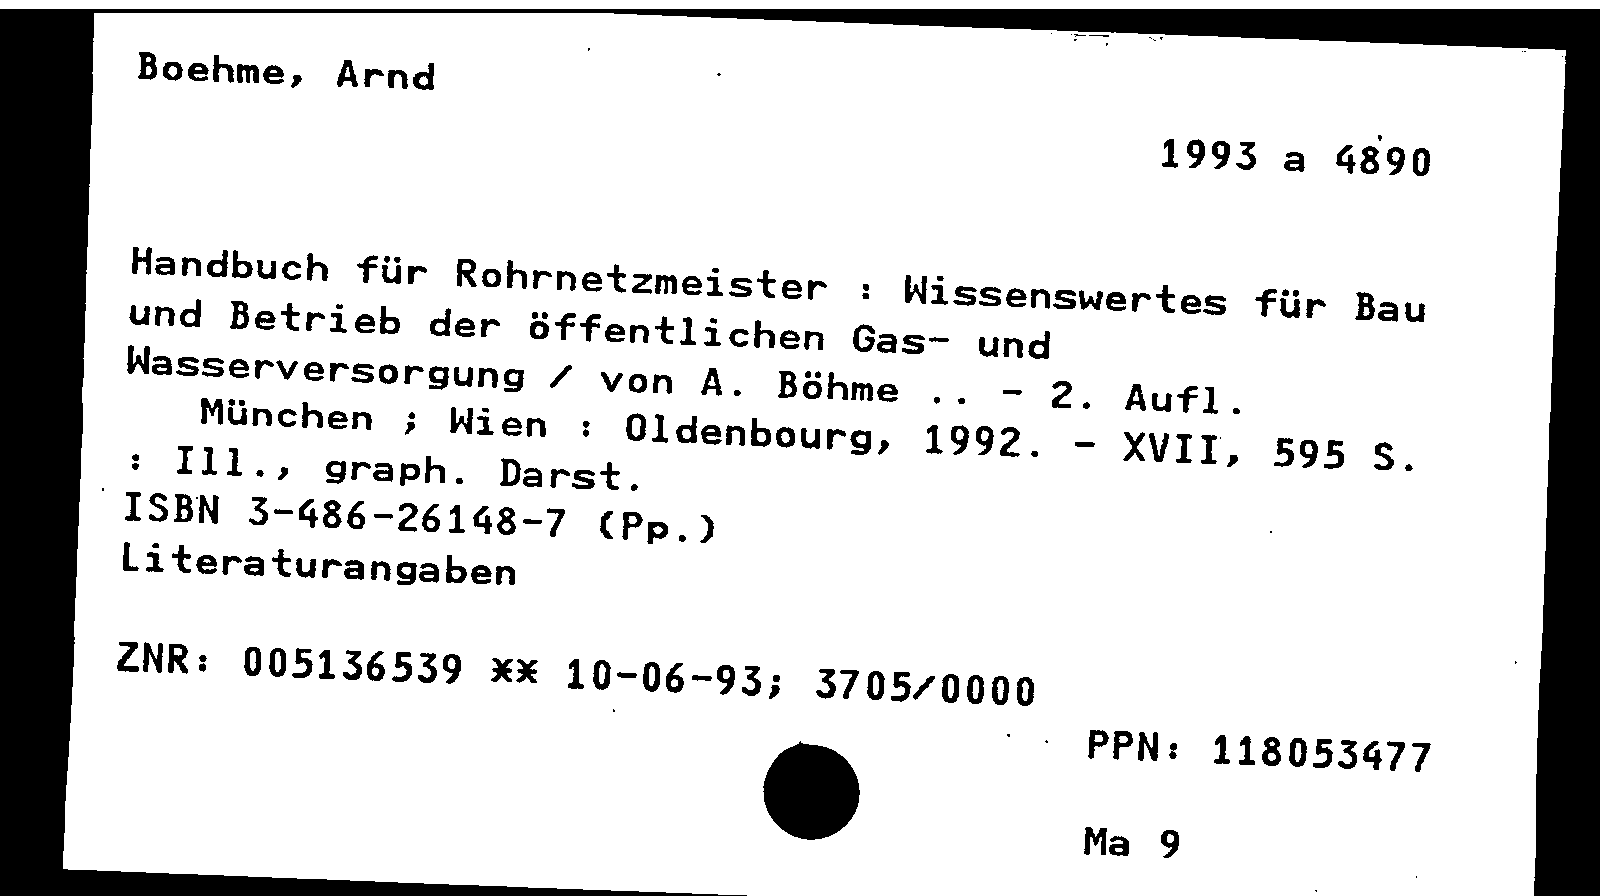 Boehme, Arnd
1993 a 4890
Handbuch für Rohrnetzmeister : Wissenswertes für Bau
und Betrieb der öffentlichen Gas- und
Wasserversorgung / von A. Böhme .. - 2. Aufl.
München ; Wien : Oldenbourg, 1992. - XVII, 595 S.
: Ill., graph. Darst.
ISBN 3-486-26148-7 (Pp.)
Literaturangaben
ZNR: 005136539 ** 10-06-93; 3705/0000
PPN: 118053477
Ma 9